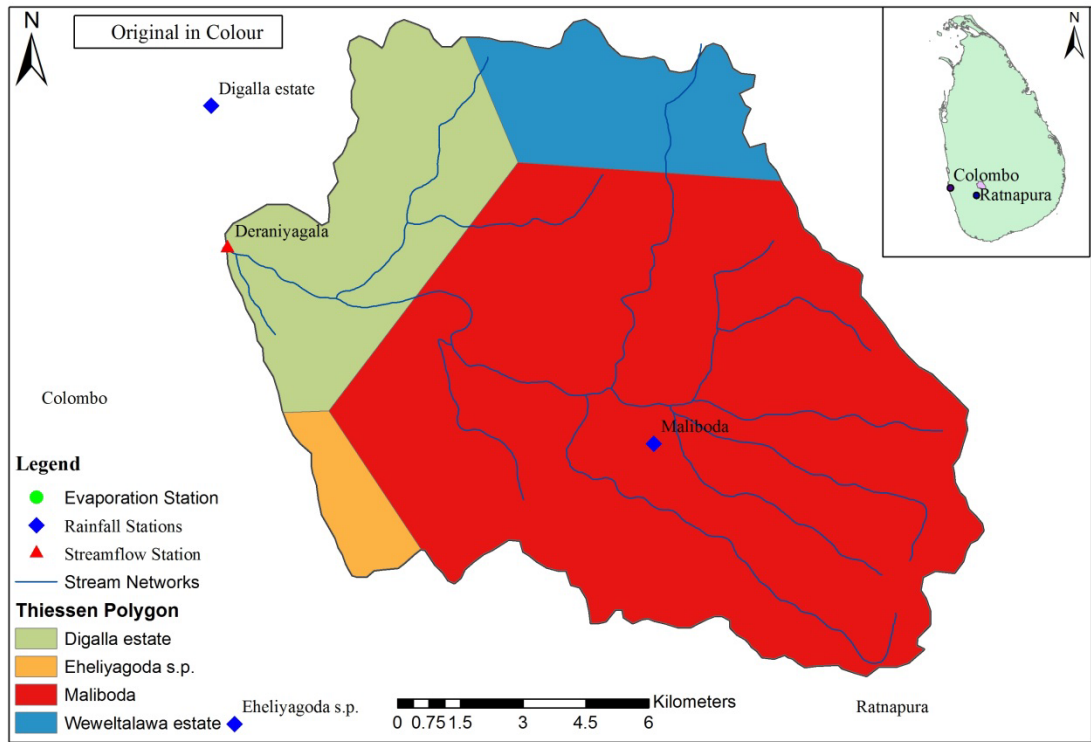 N
Original in Colour
N
Digalla estate
Colombo
Ratnapura
Deraniyagala
Colombo
Maliboda
Legend
Evaporation Station
Rainfall Stations
Streamflow Station
Stream Networks
Thiessen Polygon
Digalla estate
Eheliyagoda s.p.
Maliboda
Weweltalawa estate
Eheliyagoda s.p.
Kilometers
0 0.75 1.5 3 4.5 6
Ratnapura